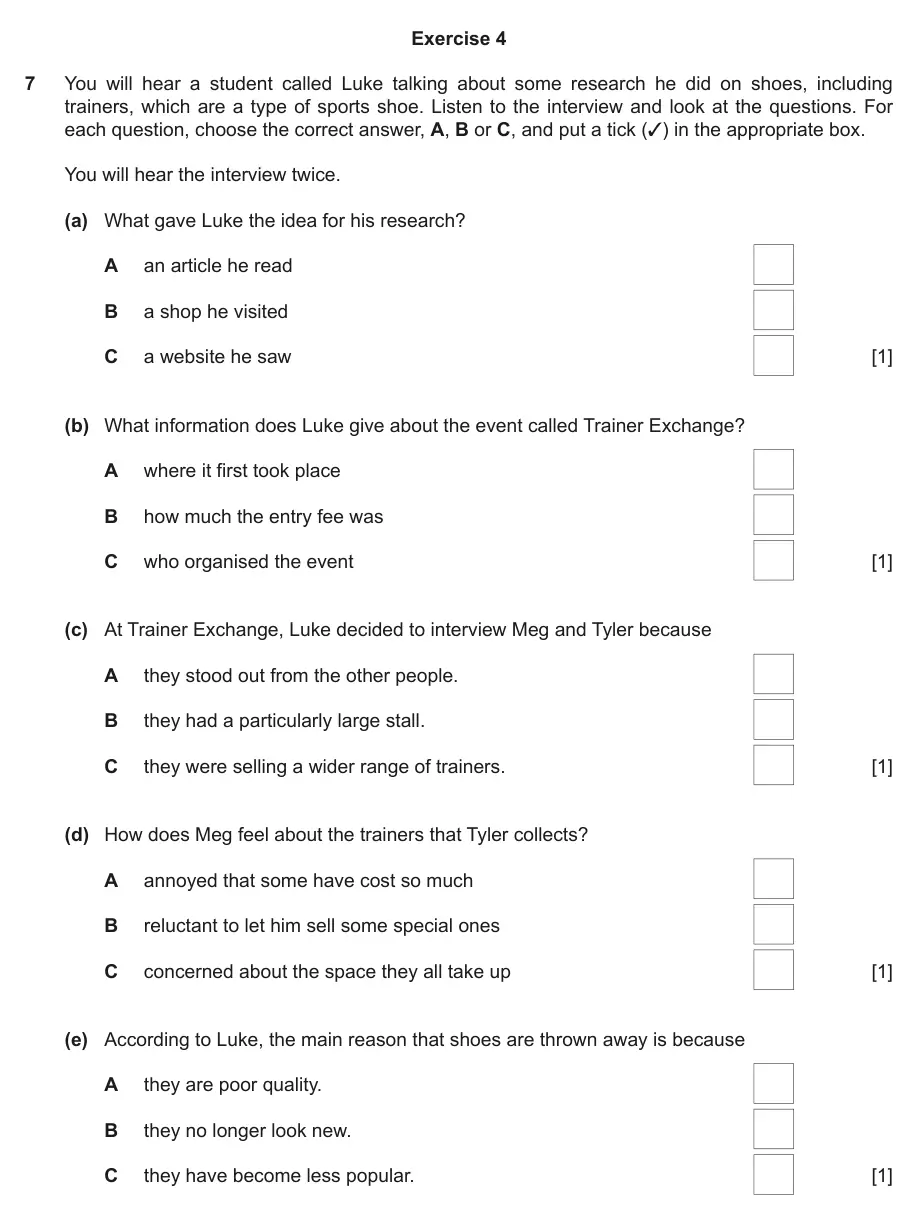 Exercise 4
7 You will hear a student called Luke talking about some research he did on shoes, including
trainers, which are a type of sports shoe. Listen to the interview and look at the questions. For
each question, choose the correct answer, A, B or C, and put a tick (✓) in the appropriate box.
You will hear the interview twice.
(a) What gave Luke the idea for his research?
A an article he read
B a shop he visited
C a website he saw [1]
(b) What information does Luke give about the event called Trainer Exchange?
A where it first took place
B how much the entry fee was
C who organised the event [1]
(c) At Trainer Exchange, Luke decided to interview Meg and Tyler because
A they stood out from the other people.
B they had a particularly large stall.
C they were selling a wider range of trainers. [1]
(d) How does Meg feel about the trainers that Tyler collects?
A annoyed that some have cost so much
B reluctant to let him sell some special ones
C concerned about the space they all take up [1]
(e) According to Luke, the main reason that shoes are thrown away is because
A they are poor quality.
B they no longer look new.
C they have become less popular. [1]